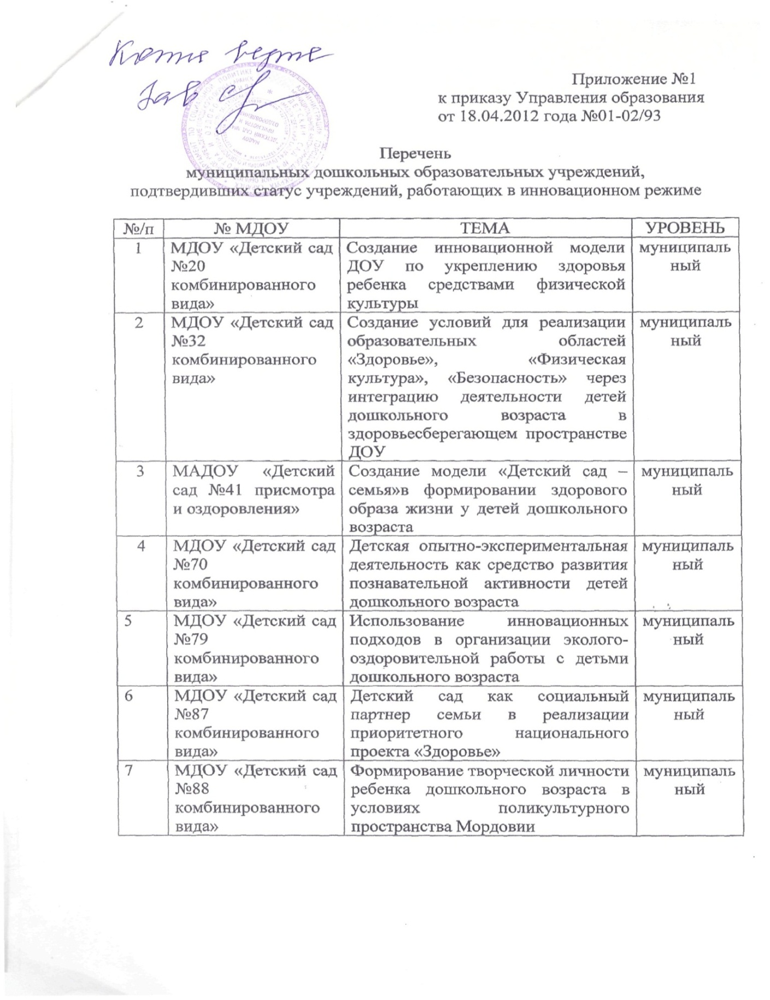 Копия верна
Зав
Приложение №1
к приказу Управления образования
от 18.04.2012 года №01-02/93
Перечень
муниципальных дошкольных образовательных учреждений,
подтвердивших статус учреждений, работающих в инновационном режиме
№/п № МДОУ ТЕМА УРОВЕНЬ
1 МДОУ «Детский сад Создание инновационной модели муниципаль
№20 ДОУ по укреплению здоровья ный
комбинированного ребенка средствами физической
вида» культуры
2 МДОУ «Детский сад Создание условий для реализации муниципаль
№32 образовательных областей ный
комбинированного «Здоровье», «Физическая
вида» культура», «Безопасность» через
интеграцию деятельности детей
дошкольного возраста в
здоровьесберегающем пространстве
ДОУ
3 МАДОУ «Детский Создание модели «Детский сад – муниципаль
сад №41 присмотра семья»в формировании здорового ный
и оздоровления» образа жизни у детей дошкольного
возраста
4 МДОУ «Детский сад Детская опытно-экспериментальная муниципаль
№70 деятельность как средство развития ный
комбинированного познавательной активности детей
вида» дошкольного возраста
5 МДОУ «Детский сад Использование инновационных муниципаль
№79 подходов в организации эколого- ный
комбинированного оздоровительной работы с детьми
вида» дошкольного возраста
6 МДОУ «Детский сад Детский сад как социальный муниципаль
№87 партнер семьи в реализации ный
комбинированного приоритетного национального
вида» проекта «Здоровье»
7 МДОУ «Детский сад Формирование творческой личности муниципаль
№88 ребенка дошкольного возраста в ный
комбинированного условиях поликультурного
вида» пространства Мордовии